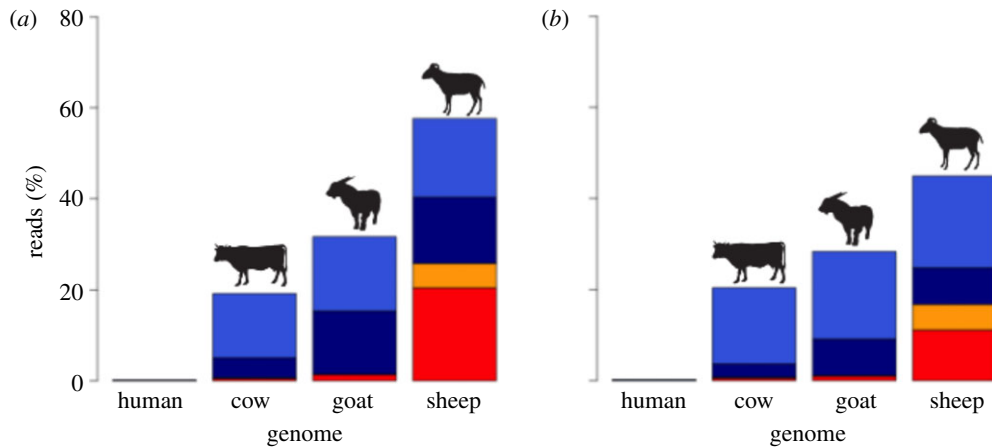 (a)
80
60
40
20
0
reads (%)
human cow goat sheep
genome
(b)
human cow goat sheep
genome